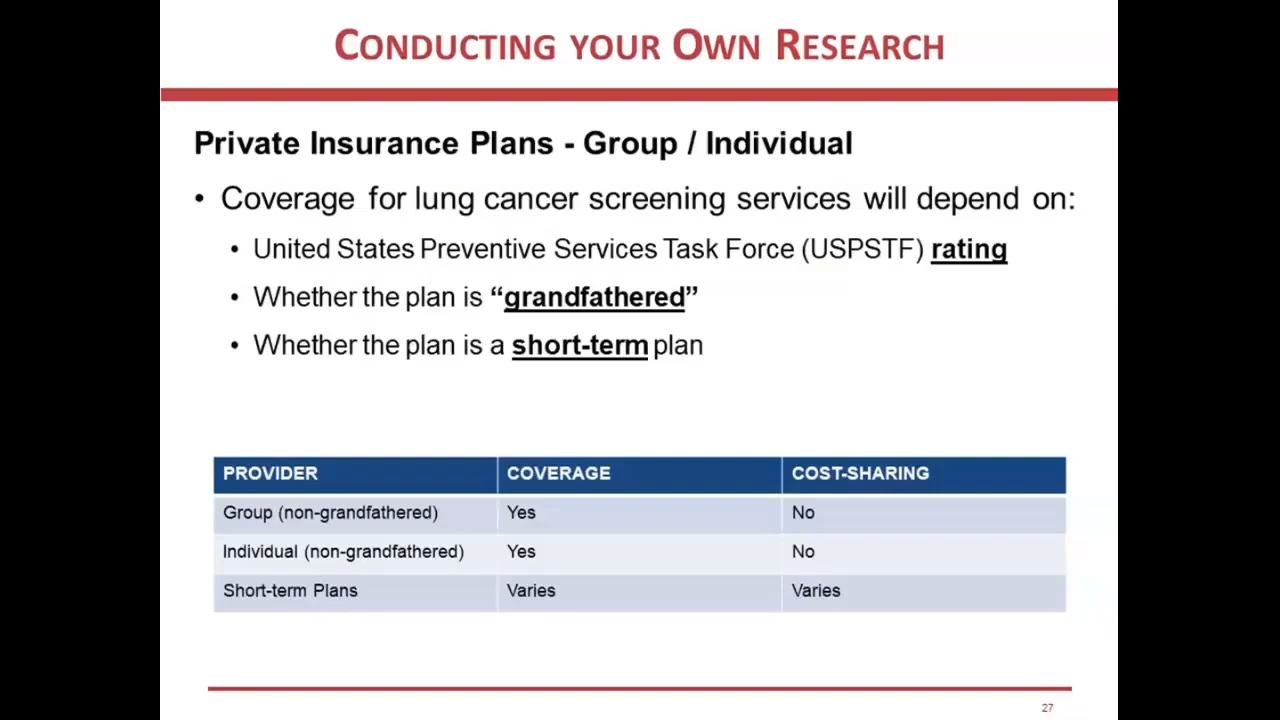 CONDUCTING YOUR OWN RESEARCH
Private Insurance Plans - Group / Individual
• Coverage for lung cancer screening services will depend on:
• United States Preventive Services Task Force (USPSTF) rating
• Whether the plan is “grandfathered”
• Whether the plan is a short-term plan
PROVIDER COVERAGE COST-SHARING
Group (non-grandfathered) Yes No
Individual (non-grandfathered) Yes No
Short-term Plans Varies Varies
27